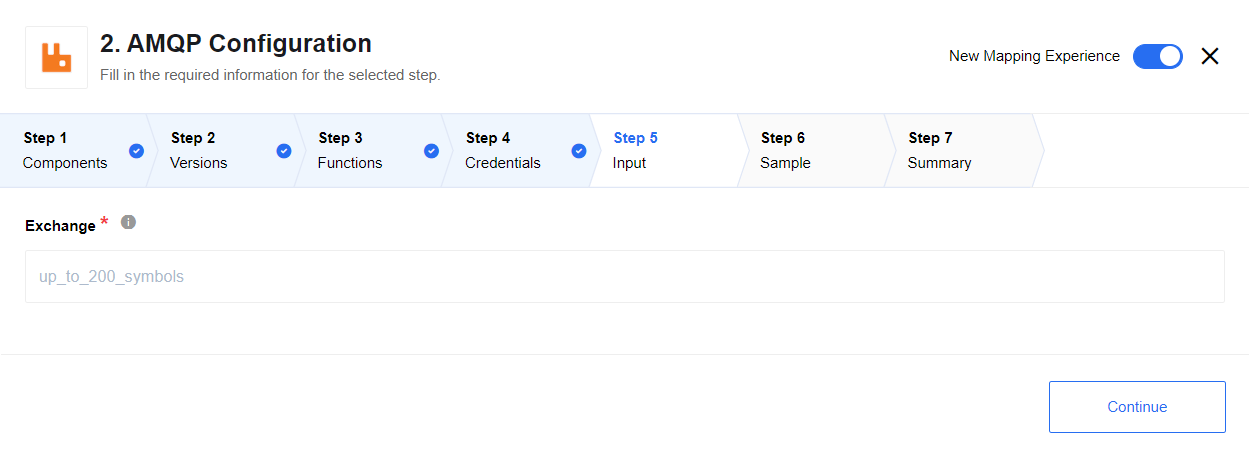 2. AMQP Configuration
Fill in the required information for the selected step.
New Mapping Experience
Step 1
Components
Step 2
Versions
Step 3
Functions
Step 4
Credentials
Step 5
Input
Step 6
Sample
Step 7
Summary
Exchange *
up_to_200_symbols
Continue